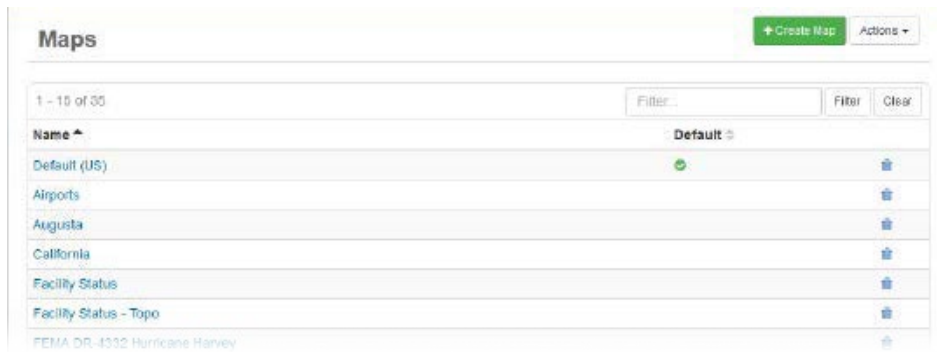 Maps
+ Create Map Actions
1 - 15 of 35 Filter... Filter Clear
Name Default
Default (US)
Airports
Augusta
California
Facility Status
Facility Status - Topo
FEMA DR-4332 Hurricane Harvey